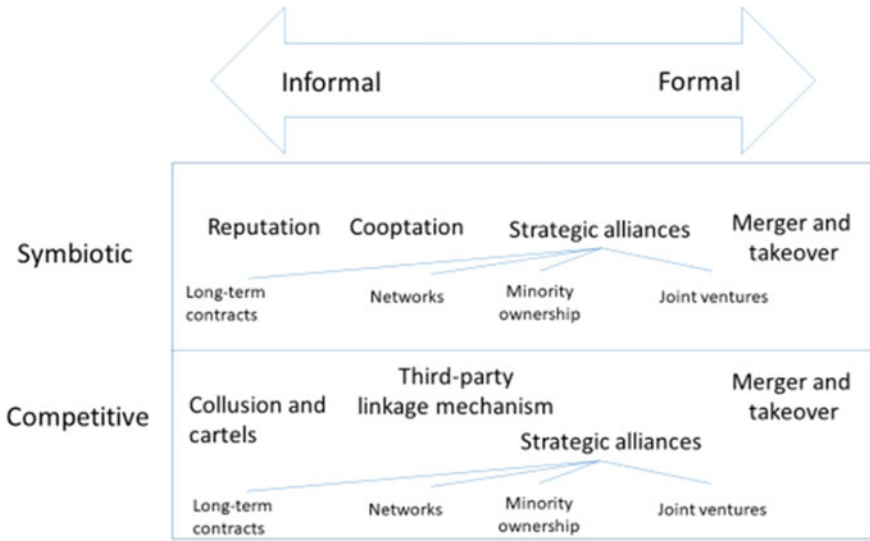 Informal
Formal
Symbiotic
Reputation
Cooptation
Strategic alliances
Merger and
takeover
Long-term
contracts
Networks
Minority
ownership
Joint ventures
Competitive
Collusion and
cartels
Third-party
linkage mechanism
Strategic alliances
Merger and
takeover
Long-term
contracts
Networks
Minority
ownership
Joint ventures